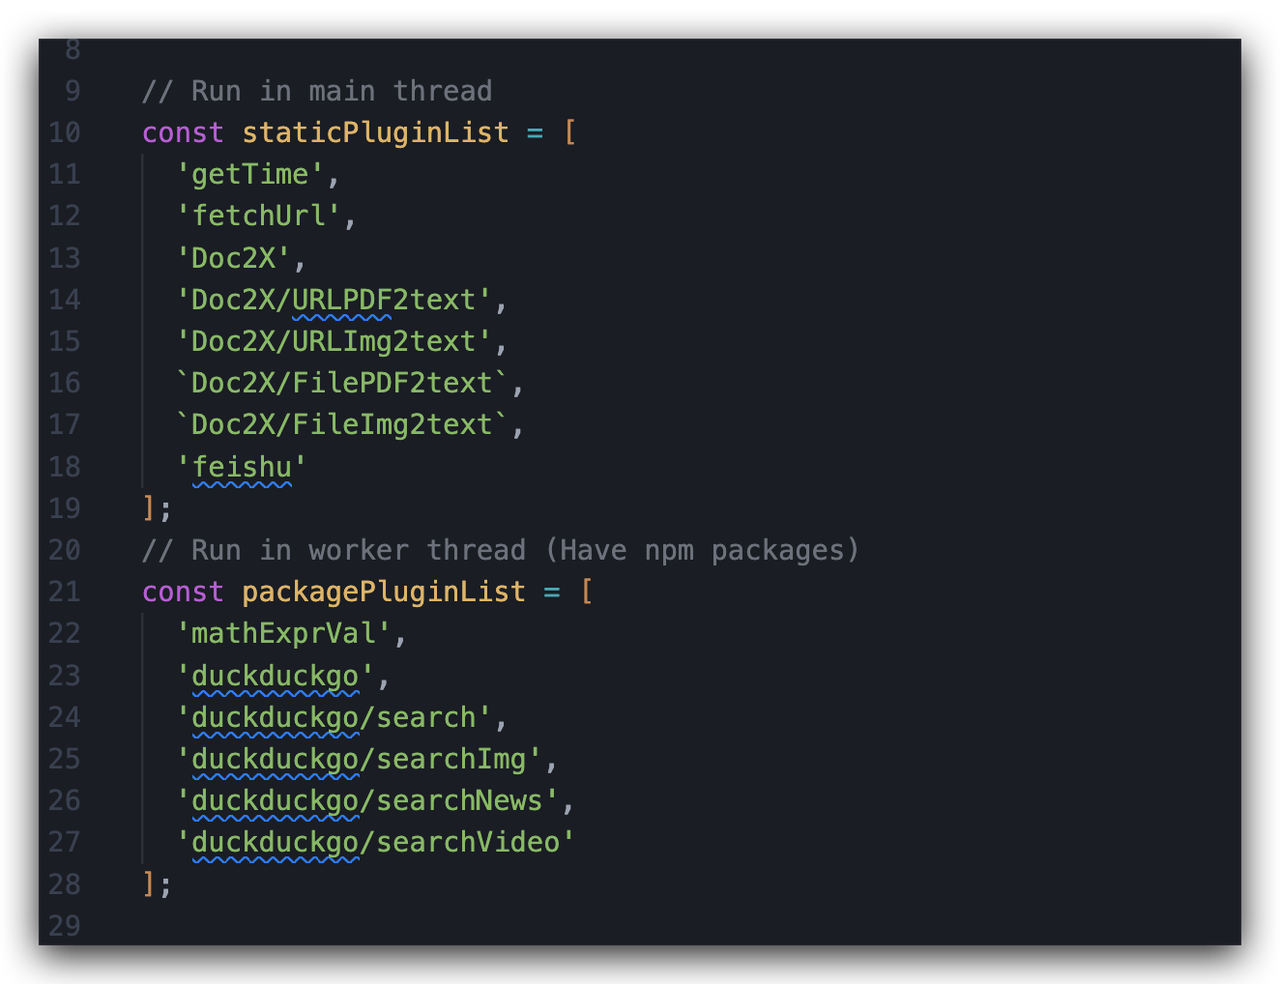 8
9 // Run in main thread
10 const staticPluginList = [
11 'getTime',
12 'fetchUrl',
13 'Doc2X',
14 'Doc2X/URLPDF2text',
15 'Doc2X/URLImg2text',
16 `Doc2X/FilePDF2text`,
17 `Doc2X/FileImg2text`,
18 'feishu'
19 ];
20 // Run in worker thread (Have npm packages)
21 const packagePluginList = [
22 'mathExprVal',
23 'duckduckgo',
24 'duckduckgo/search',
25 'duckduckgo/searchImg',
26 'duckduckgo/searchNews',
27 'duckduckgo/searchVideo'
28 ];
29